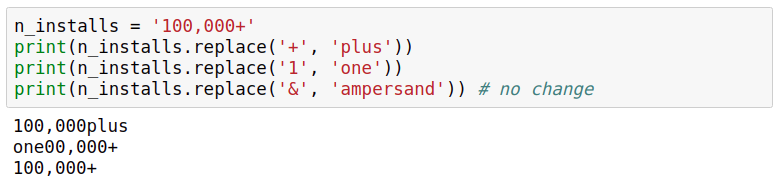 n_installs = '100,000+'
print(n_installs.replace('+', 'plus'))
print(n_installs.replace('1', 'one'))
print(n_installs.replace('&', 'ampersand')) # no change
100,000plus
one00,000+
100,000+